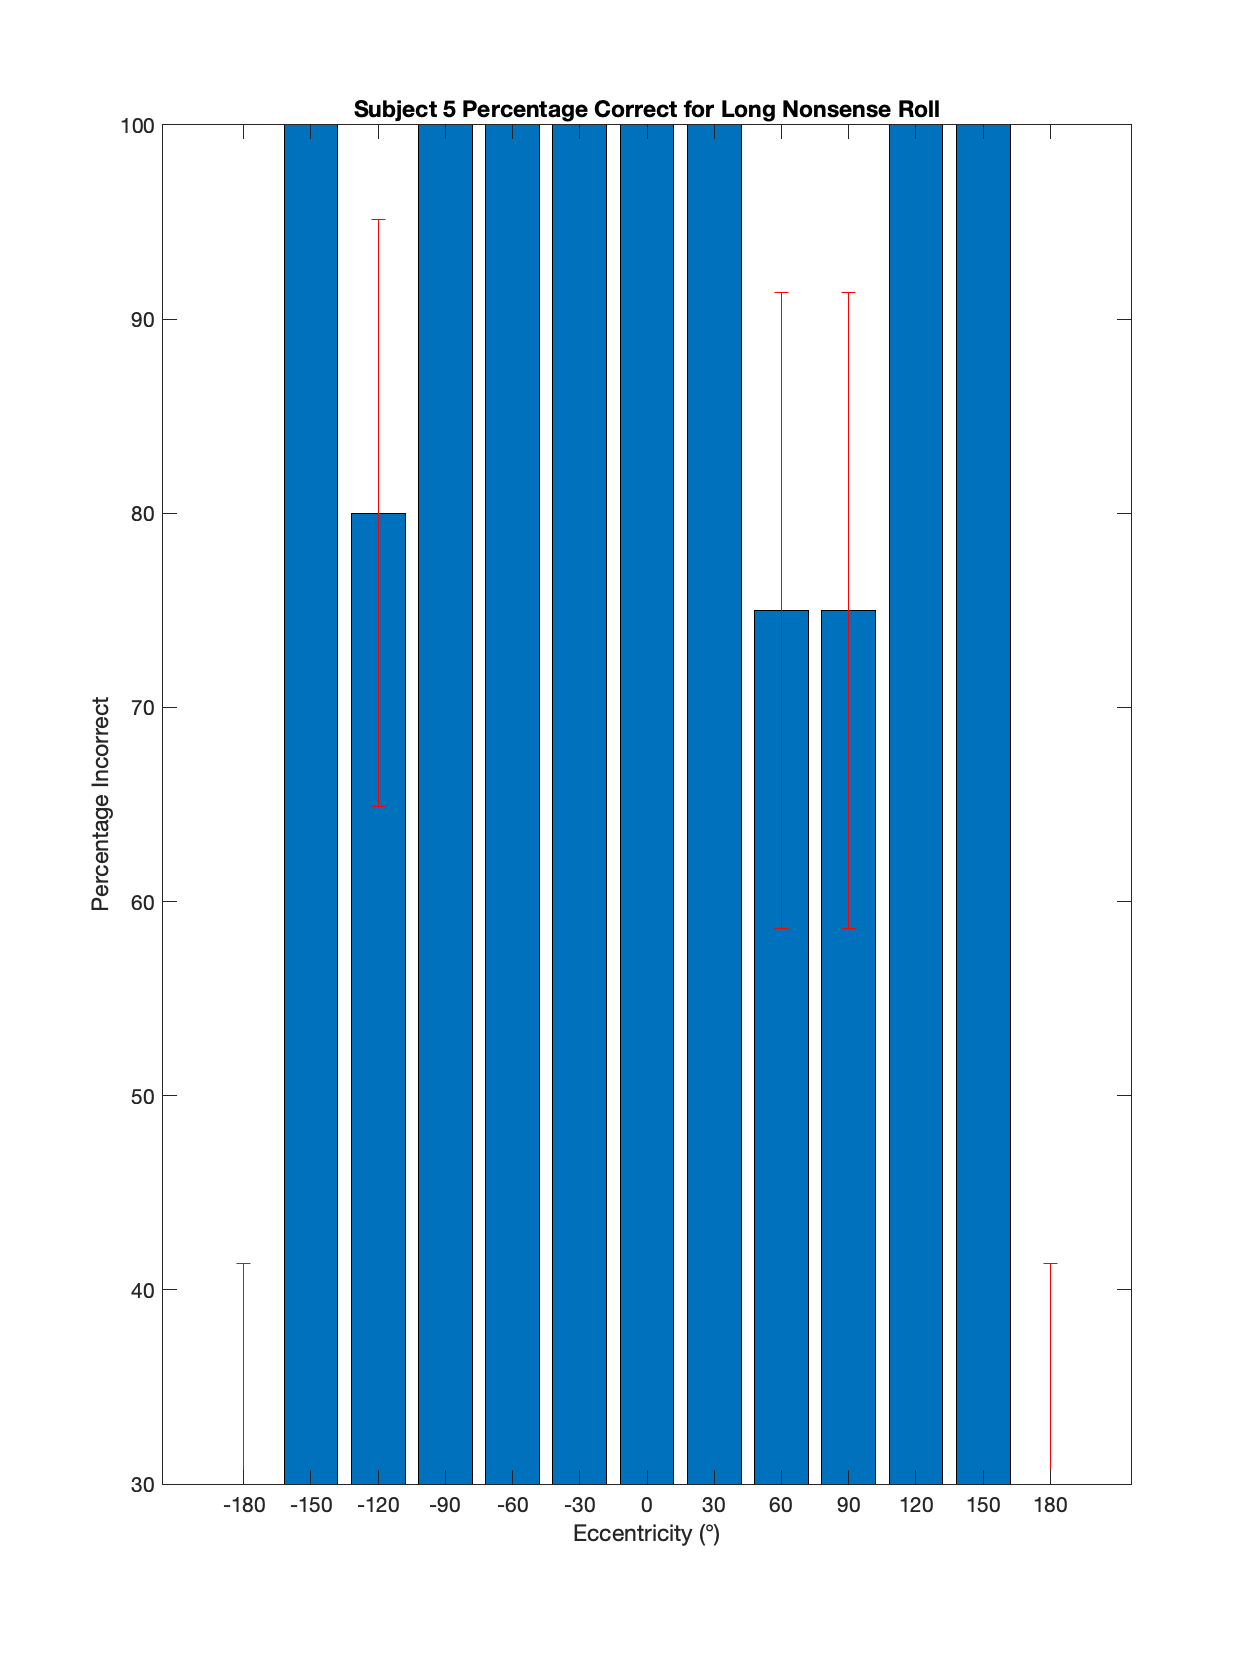 Subject 5 Percentage Correct for Long Nonsense Roll
100
90
80
70
60
50
40
30
Percentage Incorrect
-180 -150 -120 -90 -60 -30 0 30 60 90 120 150 180
Eccentricity (°)